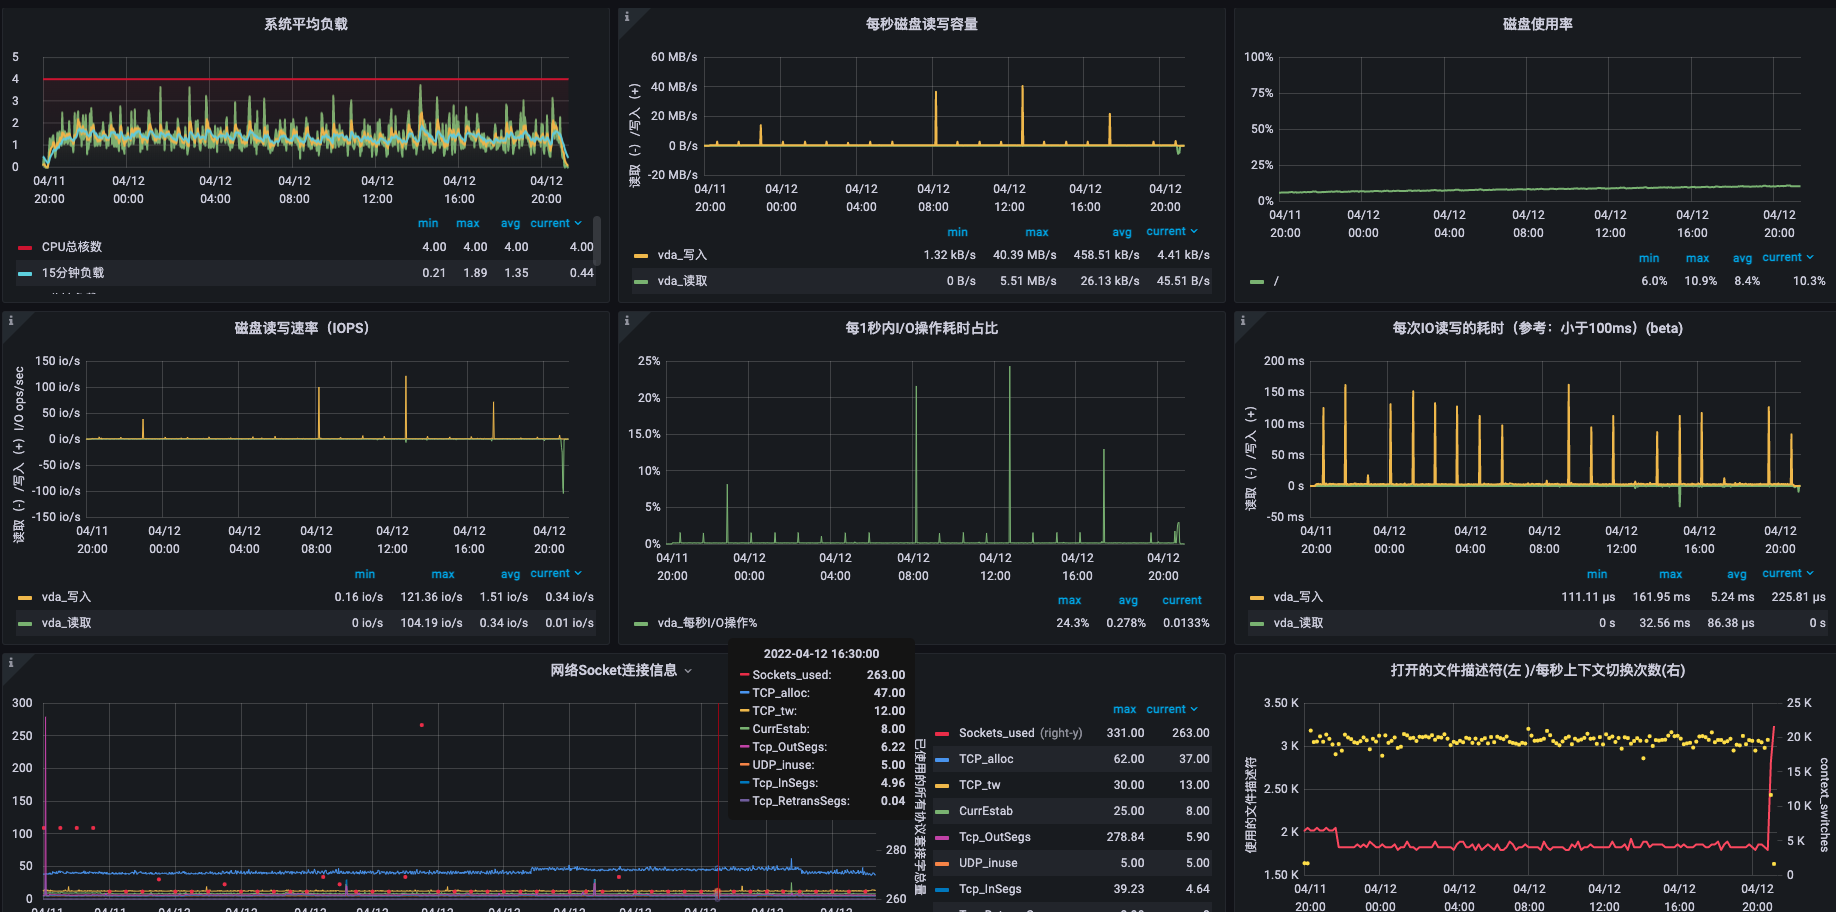 系统平均负载
5
4
3
2
1
0
04/11 04/12 04/12 04/12 04/12 04/12 04/12
20:00 00:00 04:00 08:00 12:00 16:00 20:00
min max avg current
CPU总核数 4.00 4.00 4.00 4.00
15分钟负载 0.21 1.89 1.35 0.44
每秒磁盘读写容量
读取（-）/写入（+）
60 MB/s
40 MB/s
20 MB/s
0 B/s
-20 MB/s
04/11 04/12 04/12 04/12 04/12 04/12 04/12
20:00 00:00 04:00 08:00 12:00 16:00 20:00
min max avg current
vda_写入 1.32 kB/s 40.39 MB/s 458.51 kB/s 4.41 kB/s
vda_读取 0 B/s 5.51 MB/s 26.13 kB/s 45.51 B/s
磁盘使用率
100%
75%
50%
25%
0%
04/11 04/12 04/12 04/12 04/12 04/12 04/12
20:00 00:00 04:00 08:00 12:00 16:00 20:00
min max avg current
/ 6.0% 10.9% 8.4% 10.3%
磁盘读写速率（IOPS）
读取（-）/写入（+）I/O ops/sec
150 io/s
100 io/s
50 io/s
0 io/s
-50 io/s
-100 io/s
-150 io/s
04/11 04/12 04/12 04/12 04/12 04/12 04/12
20:00 00:00 04:00 08:00 12:00 16:00 20:00
min max avg current
vda_写入 0.16 io/s 121.36 io/s 1.51 io/s 0.34 io/s
vda_读取 0 io/s 104.19 io/s 0.34 io/s 0.01 io/s
每1秒内I/O操作耗时占比
25%
20%
15.0%
10%
5%
0%
04/11 04/12 04/12 04/12 04/12 04/12 04/12
20:00 00:00 04:00 08:00 12:00 16:00 20:00
max avg current
vda_每秒I/O操作% 24.3% 0.278% 0.0133%
每次IO读写的耗时（参考：小于100ms）(beta)
读取（-）/写入（+）
200 ms
150 ms
100 ms
50 ms
0 s
-50 ms
04/11 04/12 04/12 04/12 04/12 04/12 04/12
20:00 00:00 04:00 08:00 12:00 16:00 20:00
min max avg current
vda_写入 111.11 µs 161.95 ms 5.24 ms 225.81 µs
vda_读取 0 s 32.56 ms 86.38 µs 0 s
网络Socket连接信息
300
250
200
150
100
50
0
280
260
已使用的所有协议套接字总量
04/11 04/12 04/12 04/12 04/12 04/12 04/12 04/12 04/12 04/12 04/12 04/12 04/12
2022-04-12 16:30:00
Sockets_used: 263.00
TCP_alloc: 47.00
TCP_tw: 12.00
CurrEstab: 8.00
Tcp_OutSegs: 6.22
UDP_inuse: 5.00
Tcp_InSegs: 4.96
Tcp_RetransSegs: 0.04
max current
Sockets_used (right-y) 331.00 263.00
TCP_alloc 62.00 37.00
TCP_tw 30.00 13.00
CurrEstab 25.00 8.00
Tcp_OutSegs 278.84 5.90
UDP_inuse 5.00 5.00
Tcp_InSegs 39.23 4.64
打开的文件描述符(左 )/每秒上下文切换次数(右)
使用的文件描述符
3.50 K
3 K
2.50 K
2 K
1.50 K
25 K
20 K
15 K
10 K
5 K
0
context_switches
04/11 04/12 04/12 04/12 04/12 04/12 04/12
20:00 00:00 04:00 08:00 12:00 16:00 20:00